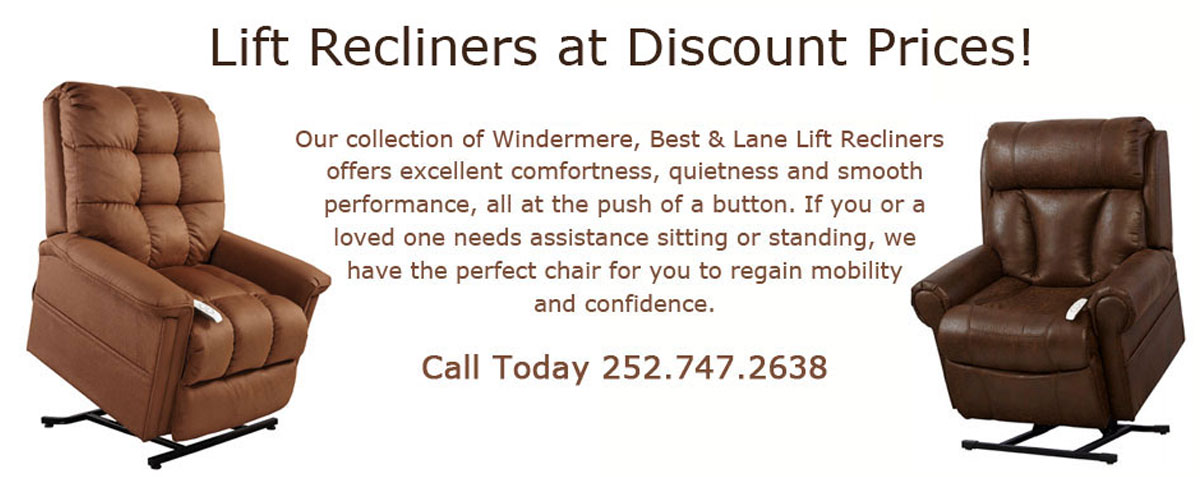 Lift Recliners at Discount Prices!
Our collection of Windermere, Best & Lane Lift Recliners
offers excellent comfortness, quietness and smooth
performance, all at the push of a button. If you or a
loved one needs assistance sitting or standing, we
have the perfect chair for you to regain mobility
and confidence.
Call Today 252.747.2638